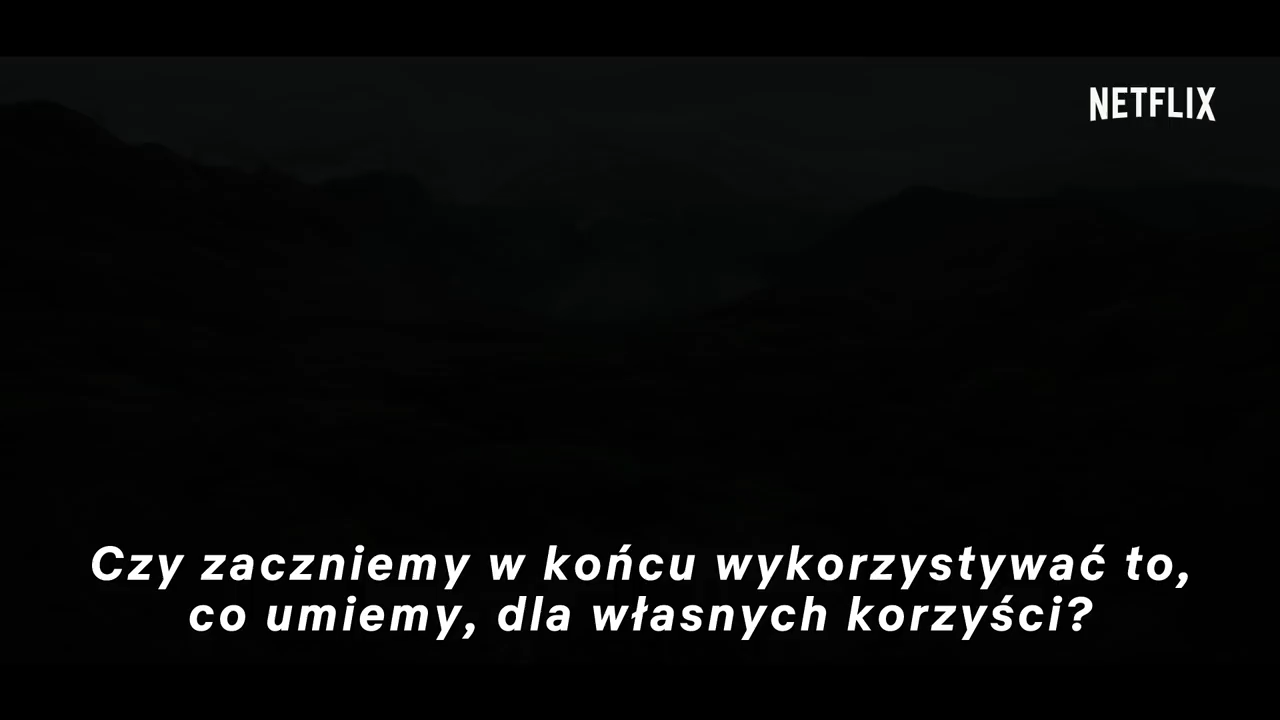 NETFLIX
Czy zaczniemy w końcu wykorzystywać to,
co umiemy, dla własnych korzyści?